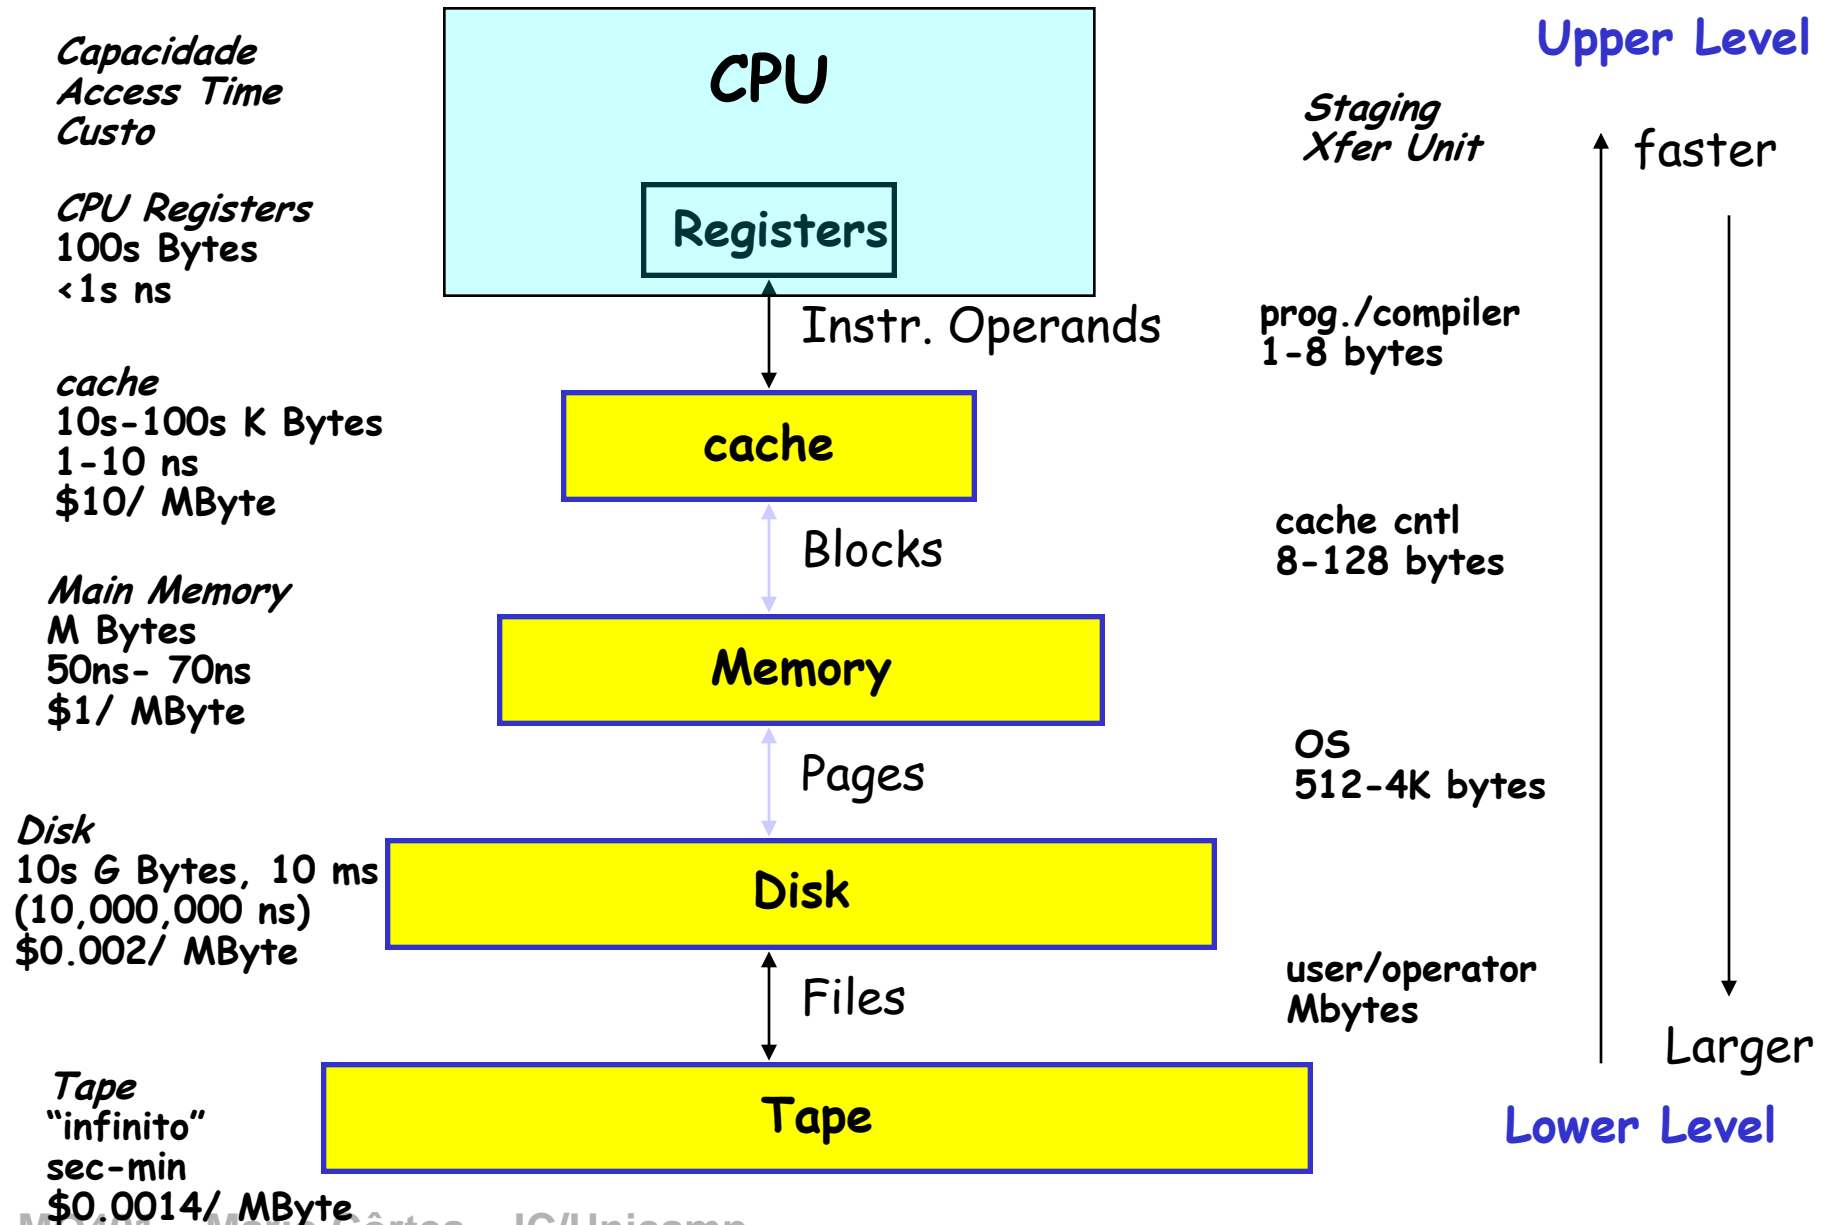 Capacidade
Access Time
Custo
CPU Registers
100s Bytes
<1s ns
cache
10s-100s K Bytes
1-10 ns
$10/ MByte
Main Memory
M Bytes
50ns- 70ns
$1/ MByte
Disk
10s G Bytes, 10 ms
(10,000,000 ns)
$0.002/ MByte
Tape
“infinito”
sec-min
$0.0014/ MByte
CPU
Registers
Instr. Operands
cache
Blocks
Memory
Pages
Disk
Files
Tape
Staging
Xfer Unit
prog./compiler
1-8 bytes
cache cntl
8-128 bytes
OS
512-4K bytes
user/operator
Mbytes
Upper Level
faster
Larger
Lower Level
Côrtes – IC/Unicamp